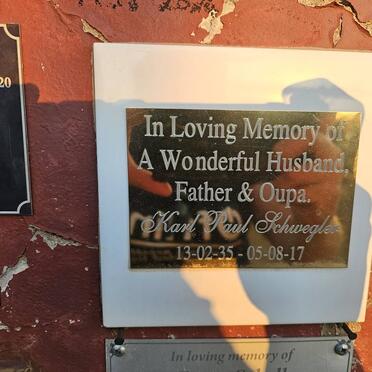 20
In Loving Memory of
A Wonderful Husband,
Father & Oupa.
Karl Paul Schwegler
13-02-35 - 05-08-17
In loving memory of